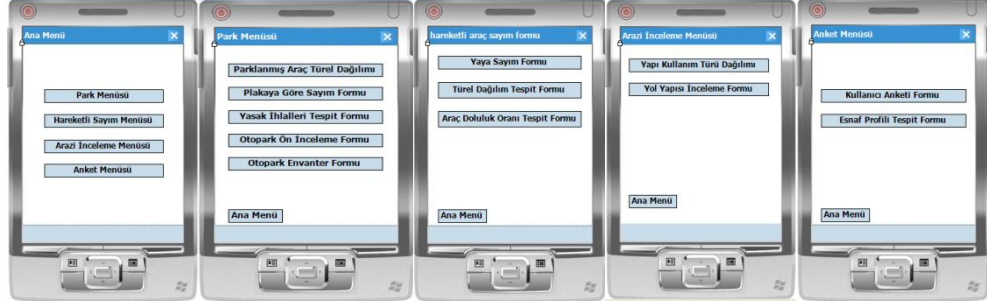 Ana Menü
Park Menüsü
Hareketli Sayım Menüsü
Arazi İnceleme Menüsü
Anket Menüsü
Park Menüsü
Parklanmış Araç Türel Dağılımı
Plakaya Göre Sayım Formu
Yasak İhlalleri Tespit Formu
Otopark Ön İnceleme Formu
Otopark Envanter Formu
Ana Menü
hareketli araç sayım formu
Yaya Sayım Formu
Türel Dağılım Tespit Formu
Araç Doluluk Oranı Tespit Formu
Ana Menü
Arazi İnceleme Menüsü
Yapı Kullanım Türü Dağılımı
Yol Yapısı İnceleme Formu
Ana Menü
Anket Menüsü
Kullanıcı Anketi Formu
Esnaf Profili Tespit Formu
Ana Menü